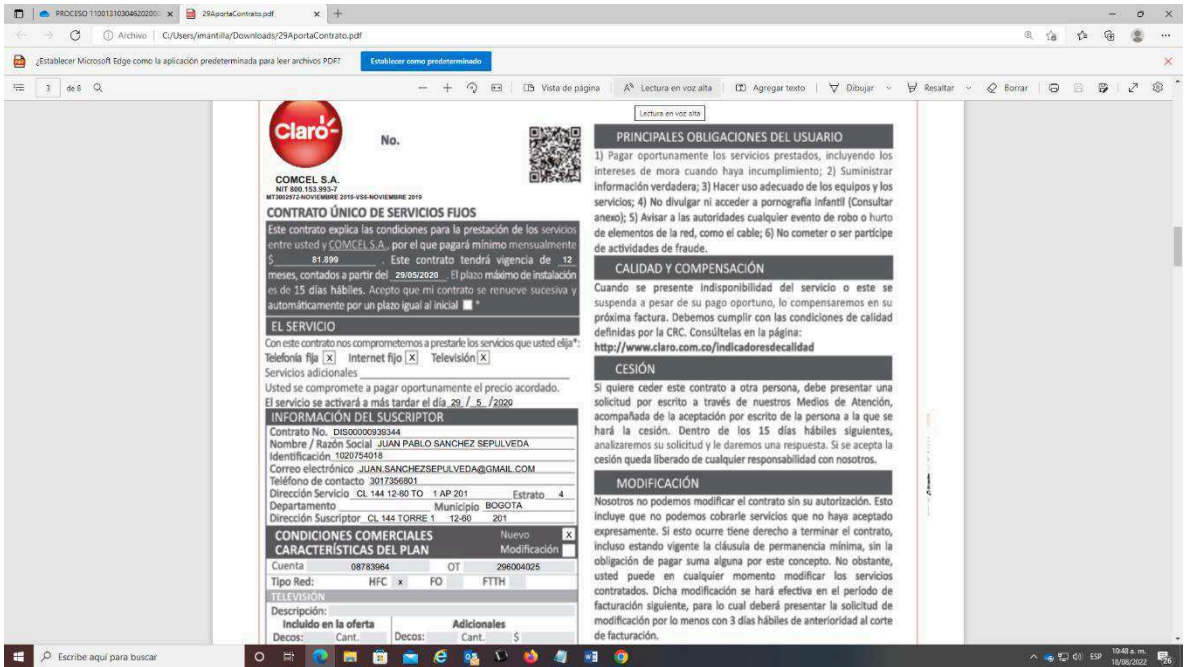 PROCESO 110013103046202000
29AportaContrato.pdf
Archivo | C:/Users/imantilla/Downloads/29AportaContrato.pdf
¿Establecer Microsoft Edge como la aplicación predeterminada para leer archivos PDF?
Establecer como predeterminado
3 de 8
Vista de página
Lectura en voz alta
Agregar texto
Dibujar
Resaltar
Borrar
Lectura en voz alta
Claro-
No.
COMCEL S.A.
NIT 800.153.993-7
MT3002572-NOVIEMBRE 2019-VS6-NOVIEMBRE 2019
CONTRATO ÚNICO DE SERVICIOS FIJOS
Este contrato explica las condiciones para la prestación de los servicios
entre usted y COMCEL S.A., por el que pagará mínimo mensualmente
$ 81.899 . Este contrato tendrá vigencia de 12
meses, contados a partir del 29/05/2020 . El plazo máximo de instalación
es de 15 días hábiles. Acepto que mi contrato se renueve sucesiva y
automáticamente por un plazo igual al inicial *
EL SERVICIO
Con este contrato nos comprometemos a prestarle los servicios que usted elija*:
Telefonía fija X Internet fijo X Televisión X
Servicios adicionales
Usted se compromete a pagar oportunamente el precio acordado.
El servicio se activará a más tardar el día 29 / 5 /2020
INFORMACIÓN DEL SUSCRIPTOR
Contrato No. DIS00000939344
Nombre / Razón Social JUAN PABLO SANCHEZ SEPULVEDA
Identificación 1020754018
Correo electrónico JUAN.SANCHEZSEPULVEDA@GMAIL.COM
Teléfono de contacto 3017356801
Dirección Servicio CL 144 12-60 TO 1 AP 201 Estrato 4
Departamento Municipio BOGOTA
Dirección Suscriptor CL 144 TORRE 1 12-60 201
CONDICIONES COMERCIALES Nuevo X
CARACTERÍSTICAS DEL PLAN Modificación
Cuenta 08783964 OT 296004025
Tipo Red: HFC x FO FTTH
TELEVISIÓN
Descripción:
Incluido en la oferta Adicionales
Decos: Cant. Decos: Cant. $
PRINCIPALES OBLIGACIONES DEL USUARIO
1) Pagar oportunamente los servicios prestados, incluyendo los
intereses de mora cuando haya incumplimiento; 2) Suministrar
información verdadera; 3) Hacer uso adecuado de los equipos y los
servicios; 4) No divulgar ni acceder a pornografía infantil (Consultar
anexo); 5) Avisar a las autoridades cualquier evento de robo o hurto
de elementos de la red, como el cable; 6) No cometer o ser partícipe
de actividades de fraude.
CALIDAD Y COMPENSACIÓN
Cuando se presente indisponibilidad del servicio o este se
suspenda a pesar de su pago oportuno, lo compensaremos en su
próxima factura. Debemos cumplir con las condiciones de calidad
definidas por la CRC. Consúltelas en la página:
http://www.claro.com.co/indicadoresdecalidad
CESIÓN
Si quiere ceder este contrato a otra persona, debe presentar una
solicitud por escrito a través de nuestros Medios de Atención,
acompañada de la aceptación por escrito de la persona a la que se
hará la cesión. Dentro de los 15 días hábiles siguientes,
analizaremos su solicitud y le daremos una respuesta. Si se acepta la
cesión queda liberado de cualquier responsabilidad con nosotros.
MODIFICACIÓN
Nosotros no podemos modificar el contrato sin su autorización. Esto
incluye que no podemos cobrarle servicios que no haya aceptado
expresamente. Si esto ocurre tiene derecho a terminar el contrato,
incluso estando vigente la cláusula de permanencia mínima, sin la
obligación de pagar suma alguna por este concepto. No obstante,
usted puede en cualquier momento modificar los servicios
contratados. Dicha modificación se hará efectiva en el período de
facturación siguiente, para lo cual deberá presentar la solicitud de
modificación por lo menos con 3 días hábiles de anterioridad al corte
de facturación.
Escribe aquí para buscar
ESP
10:48 a. m.
18/08/2022